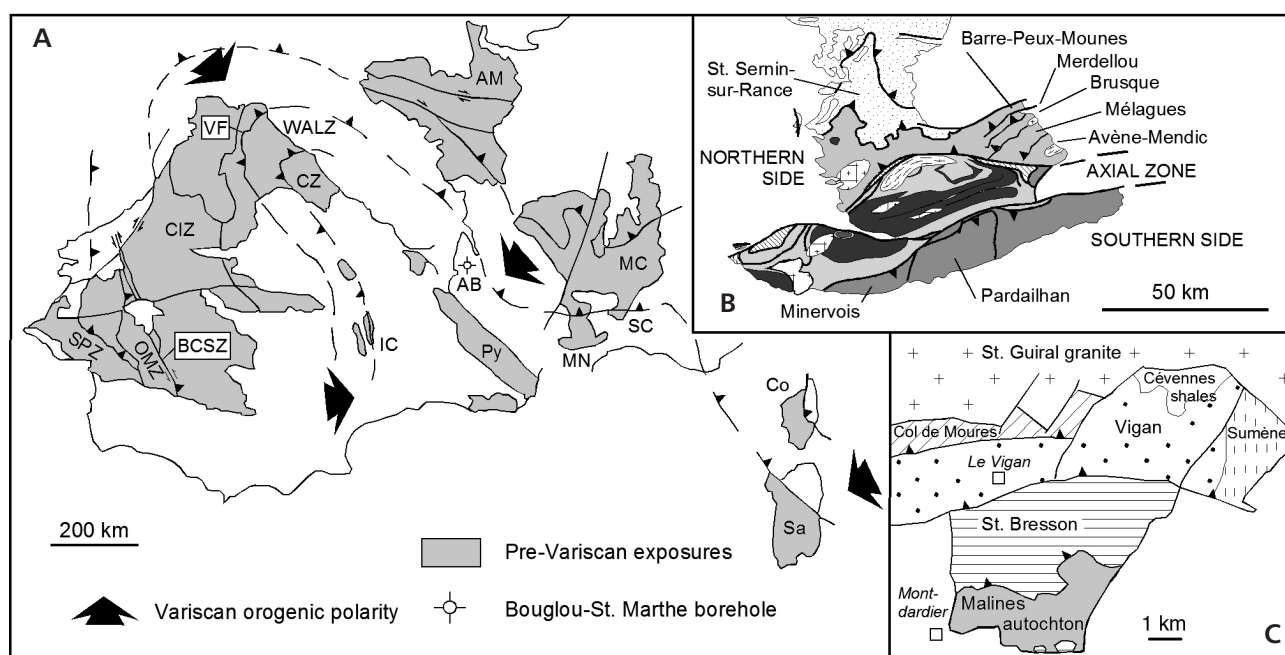 A
AM
VF
WALZ
CZ
CIZ
AB
MC
SC
MN
SPZ
OMZ
BCSZ
IC
Py
Co
Sa
200 km
Pre-Variscan exposures
Variscan orogenic polarity
Bouglou-St. Marthe borehole
B
St. Sernin-
sur-Rance
Barre-Peux-Mounes
Merdellou
Brusque
Mélagues
Avène-Mendic
NORTHERN
SIDE
AXIAL ZONE
SOUTHERN SIDE
Minervois
Pardailhan
50 km
St. Guiral granite
Cévennes
shales
Col de Moures
Vigan
Sumène
Le Vigan
St. Bresson
Mont-
dardier
Malines
autochton
1 km
C